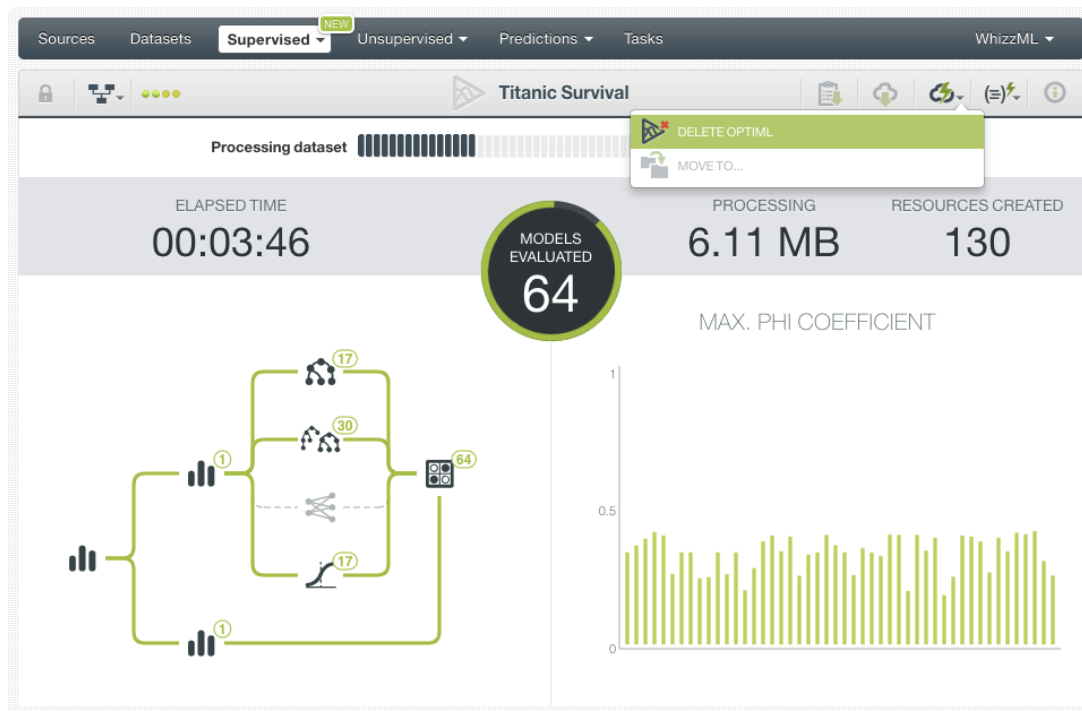 NEW
Sources Datasets Supervised Unsupervised Predictions Tasks WhizzML
Titanic Survival
DELETE OPTIML
Processing dataset
MOVE TO...
ELAPSED TIME
00:03:46
MODELS
EVALUATED
64
PROCESSING
6.11 MB
RESOURCES CREATED
130
MAX. PHI COEFFICIENT
17
30
1
64
17
1
1
0.5
0